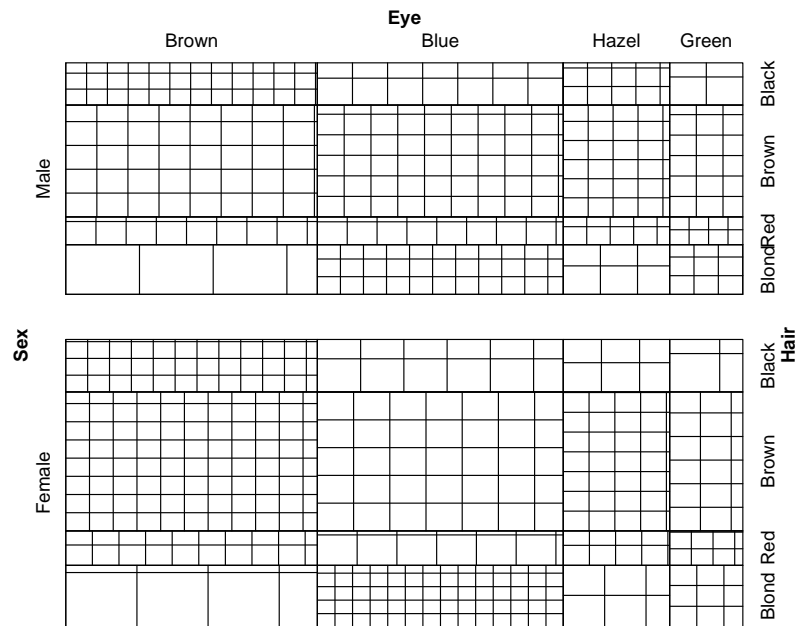 Eye
Brown Blue Hazel Green
Male
Black
Brown
Red
Blond
Sex
Hair
Female
Black
Brown
Red
Blond